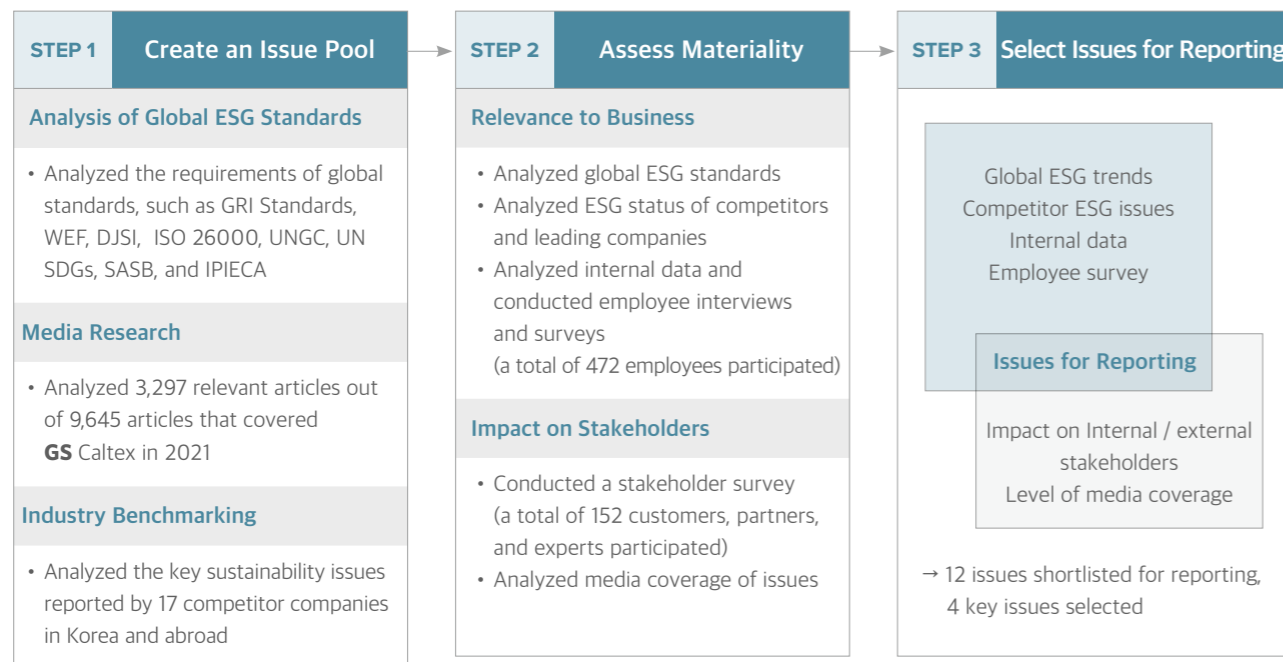 STEP 1
Create an Issue Pool
Analysis of Global ESG Standards
• Analyzed the requirements of global
standards, such as GRI Standards,
WEF, DJSI, ISO 26000, UNGC, UN
SDGs, SASB, and IPIECA
Media Research
• Analyzed 3,297 relevant articles out
of 9,645 articles that covered
GS Caltex in 2021
Industry Benchmarking
• Analyzed the key sustainability issues
reported by 17 competitor companies
in Korea and abroad
STEP 2
Assess Materiality
Relevance to Business
• Analyzed global ESG standards
• Analyzed ESG status of competitors
and leading companies
• Analyzed internal data and
conducted employee interviews
and surveys
(a total of 472 employees participated)
Impact on Stakeholders
• Conducted a stakeholder survey
(a total of 152 customers, partners,
and experts participated)
• Analyzed media coverage of issues
STEP 3
Select Issues for Reporting
Global ESG trends
Competitor ESG issues
Internal data
Employee survey
Issues for Reporting
Impact on Internal / external
stakeholders
Level of media coverage
→ 12 issues shortlisted for reporting,
4 key issues selected